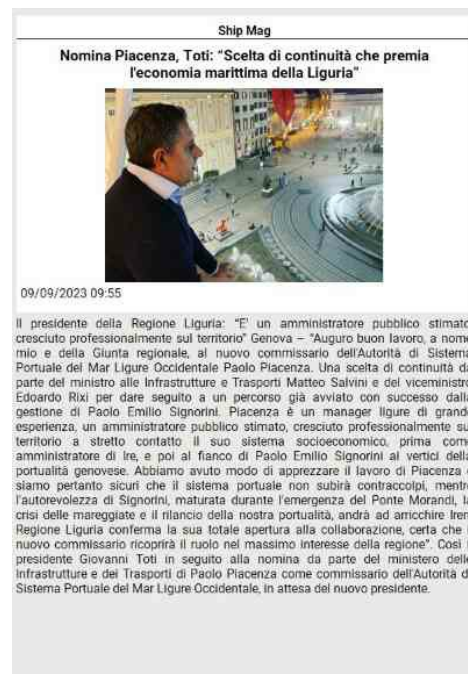 Ship Mag
Nomina Piacenza, Toti: “Scelta di continuità che premia
l'economia marittima della Liguria”
09/09/2023 09:55
Il presidente della Regione Liguria: “E' un amministratore pubblico stimato
cresciuto professionalmente sul territorio” Genova – “Auguro buon lavoro, a nome
mio e della Giunta regionale, al nuovo commissario dell'Autorità di Sistema
Portuale del Mar Ligure Occidentale Paolo Piacenza. Una scelta di continuità da
parte del ministro alle Infrastrutture e Trasporti Matteo Salvini e del viceministro
Edoardo Rixi per dare seguito a un percorso già avviato con successo dalla
gestione di Paolo Emilio Signorini. Piacenza è un manager ligure di grand
esperienza, un amministratore pubblico stimato, cresciuto professionalmente su
territorio a stretto contatto il suo sistema socioeconomico, prima com
amministratore di Ire, e poi al fianco di Paolo Emilio Signorini ai vertici della
portualità genovese. Abbiamo avuto modo di apprezzare il lavoro di Piacenza
siamo pertanto sicuri che il sistema portuale non subirà contraccolpi, mentre
l'autorevolezza di Signorini, maturata durante l'emergenza del Ponte Morandi, la
crisi delle mareggiate e il rilancio della nostra portualità, andrà ad arricchire Iren
Regione Liguria conferma la sua totale apertura alla collaborazione, certa che i
nuovo commissario ricoprirà il ruolo nel massimo interesse della regione”. Così i
presidente Giovanni Toti in seguito alla nomina da parte del ministero delle
Infrastrutture e dei Trasporti di Paolo Piacenza come commissario dell'Autorità d
Sistema Portuale del Mar Ligure Occidentale, in attesa del nuovo presidente.